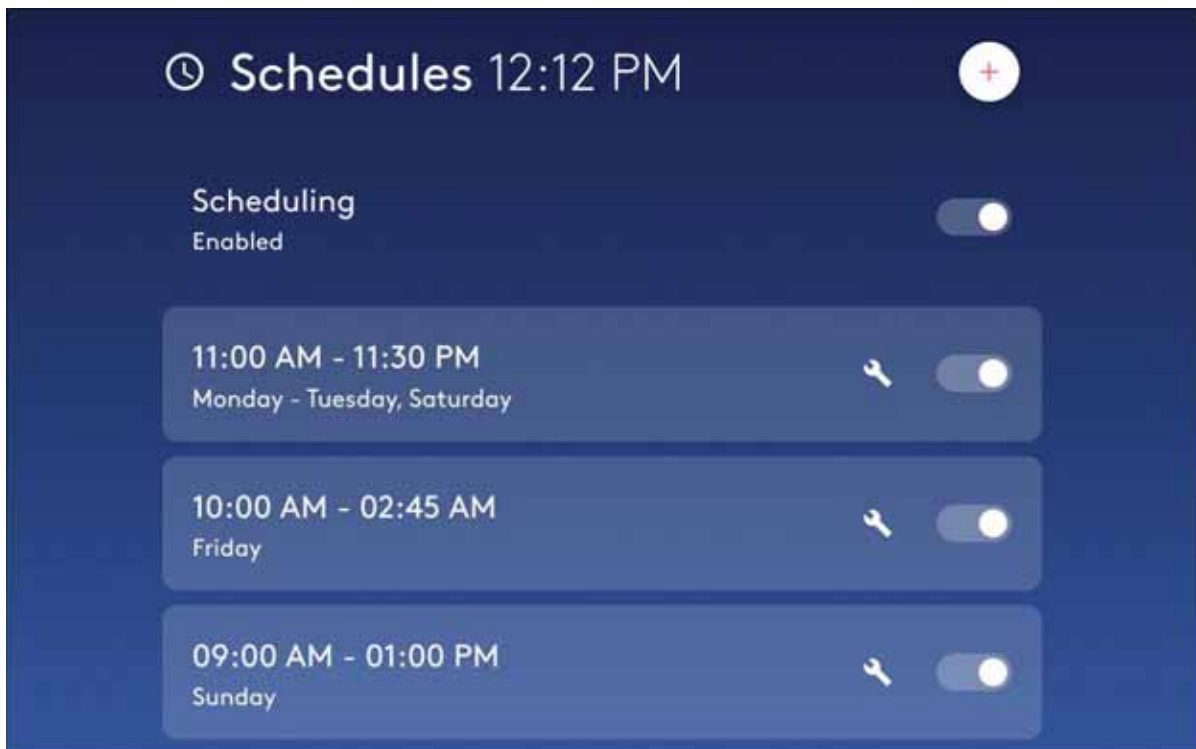 Schedules 12:12 PM
Scheduling
Enabled
11:00 AM - 11:30 PM
Monday - Tuesday, Saturday
10:00 AM - 02:45 AM
Friday
09:00 AM - 01:00 PM
Sunday